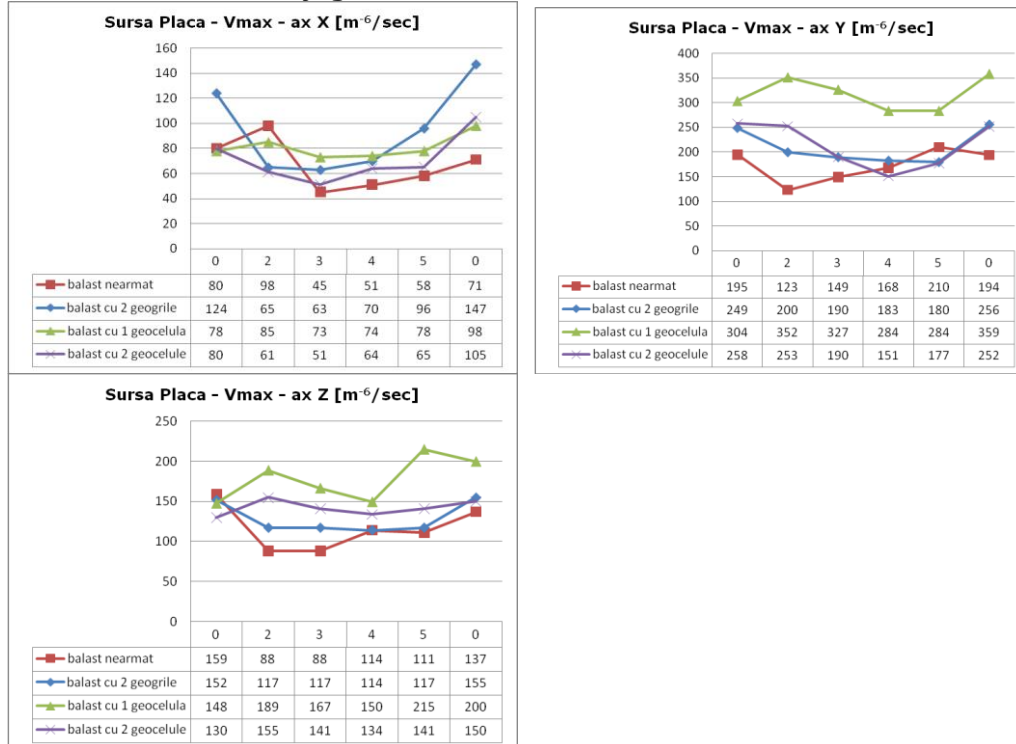 Sursa Placa - Vmax - ax X [m⁻⁶/sec]
160
140
120
100
80
60
40
20
0
0 2 3 4 5 0
balast nearmat 80 98 45 51 58 71
balast cu 2 geogrile 124 65 63 70 96 147
balast cu 1 geocelula 78 85 73 74 78 98
balast cu 2 geocelule 80 61 51 64 65 105
Sursa Placa - Vmax - ax Y [m⁻⁶/sec]
400
350
300
250
200
150
100
50
0
0 2 3 4 5 0
balast nearmat 195 123 149 168 210 194
balast cu 2 geogrile 249 200 190 183 180 256
balast cu 1 geocelula 304 352 327 284 284 359
balast cu 2 geocelule 258 253 190 151 177 252
Sursa Placa - Vmax - ax Z [m⁻⁶/sec]
250
200
150
100
50
0
0 2 3 4 5 0
balast nearmat 159 88 88 114 111 137
balast cu 2 geogrile 152 117 117 114 117 155
balast cu 1 geocelula 148 189 167 150 215 200
balast cu 2 geocelule 130 155 141 134 141 150